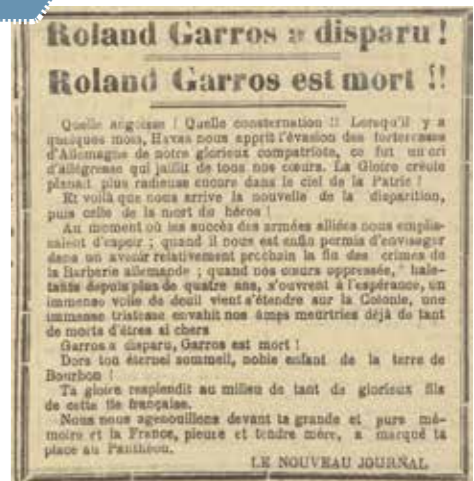 Roland Garros a disparu !
Roland Garros est mort !!
Quelle angoisse ! Quelle consternation !! Lorsqu'il y a
quelques mois, HAVAS nous apprit l'évasion des forteresses
d'Allemagne de notre glorieux compatriote, ce fut un cri
d'allégresse qui jaillit de tous nos cœurs. La Gloire créole
planait plus radieuse encore dans le ciel de la Patrie !
Et voilà que nous arrive la nouvelle de la disparition,
puis celle de la mort du héros !
Au moment où les succès des armées alliées nous emplis-
saient d'espoir ; quand il nous est enfin permis d'envisager
dans un avenir relativement prochain la fin des crimes de
la Barberie allemande ; quand nos cœurs oppressés, hale-
tants depuis plus de quatre ans, s'ouvrent à l'espérance, un
immense voile de deuil vient s'étendre sur la Colonie, une
immense tristesse envahit nos âmes meurtries déjà de tant
de morts d'êtres si chers
Garros a disparu, Garros est mort !
Dors ton éternel sommeil, noble enfant de la terre de
Bourbon !
Ta gloire resplendit au milieu de tant de glorieux fils
de cette île française.
Nous nous agenouillons devant ta grande et pure mé-
moire et la France, pieuse et tendre mère, a marqué ta
place au Panthéon.
LE NOUVEAU JOURNAL